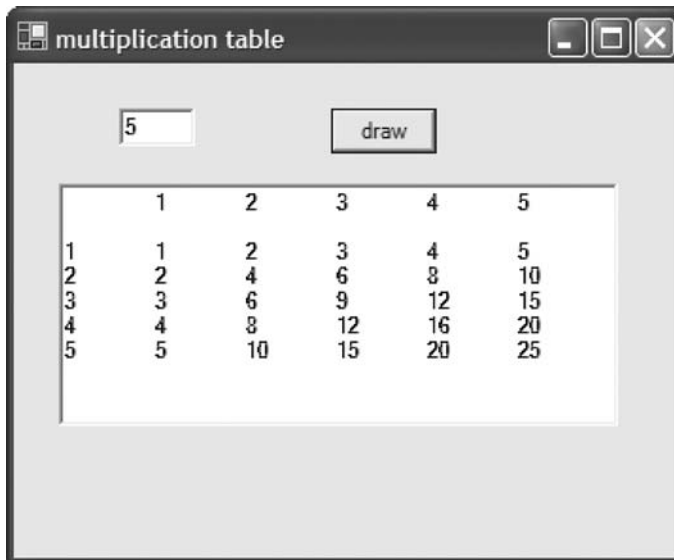 multiplication table
5 draw
1 2 3 4 5
1 1 2 3 4 5
2 2 4 6 8 10
3 3 6 9 12 15
4 4 8 12 16 20
5 5 10 15 20 25